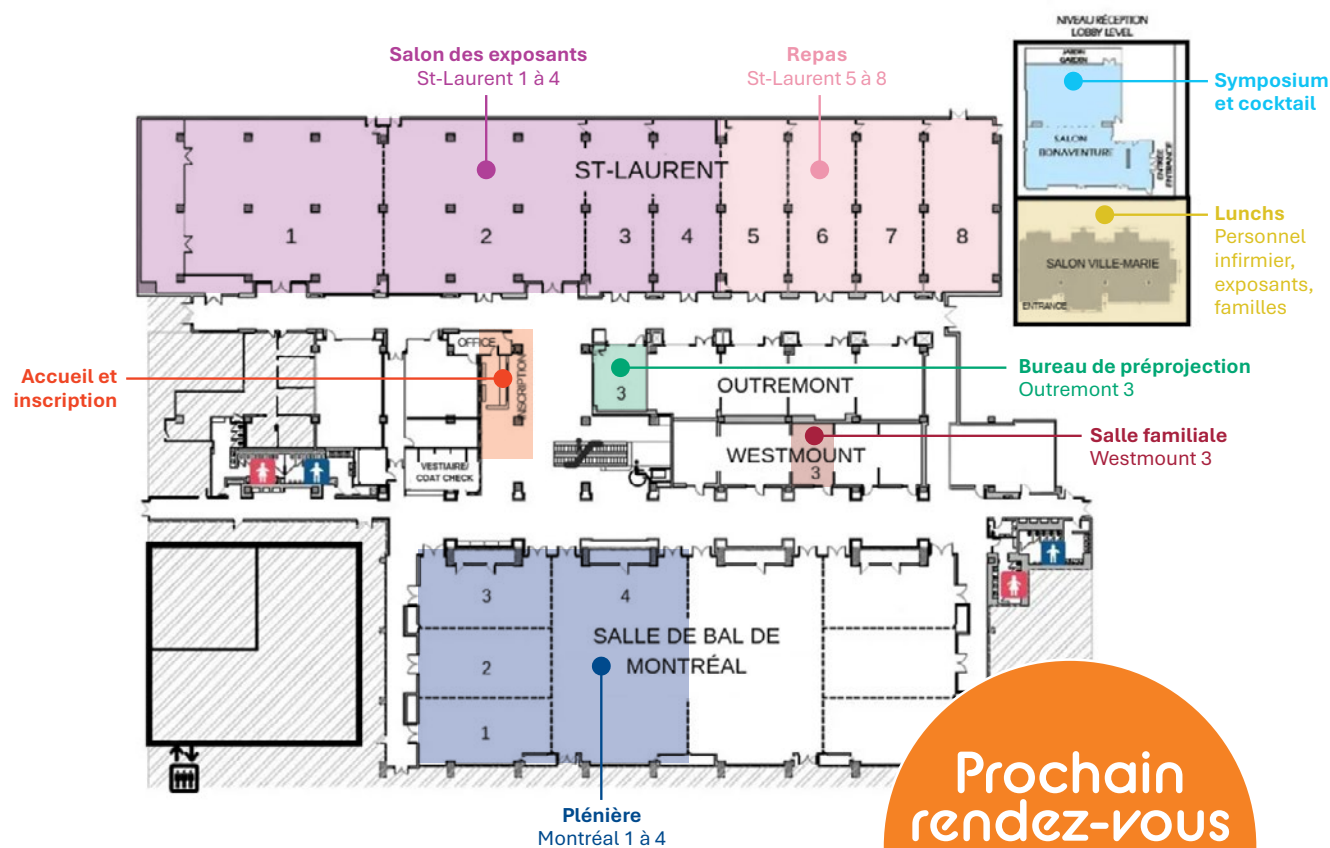 NIVEAU RÉCEPTION
LOBBY LEVEL
JARDIN
GARDEN
Salon des exposants
St-Laurent 1 à 4
Repas
St-Laurent 5 à 8
Symposium
et cocktail
SALON
BONAVENTURE
ENTRÉE
ENTRANCE
ST-LAURENT
1
2
3
4
5
6
7
8
Lunchs
Personnel
infirmier,
exposants,
familles
SALON VILLE-MARIE
ENTRANCE
OFFICE
INSCRIPTION
Accueil et
inscription
3
OUTREMONT
Bureau de préprojection
Outremont 3
WESTMOUNT
3
Salle familiale
Westmount 3
VESTIAIRE/
COAT CHECK
3
4
2
1
SALLE DE BAL DE
MONTRÉAL
Plénière
Montréal 1 à 4
Prochain
rendez-vous